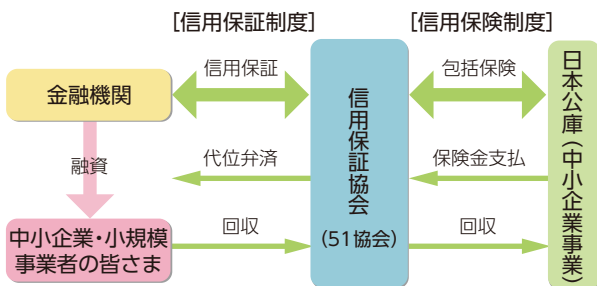 [信用保証制度]
[信用保険制度]
金融機関
信用保証
包括保険
融資
代位弁済
保険金支払
中小企業・小規模
事業者の皆さま
回収
信用保証協会
(51協会)
回収
日本公庫(中小企業事業)